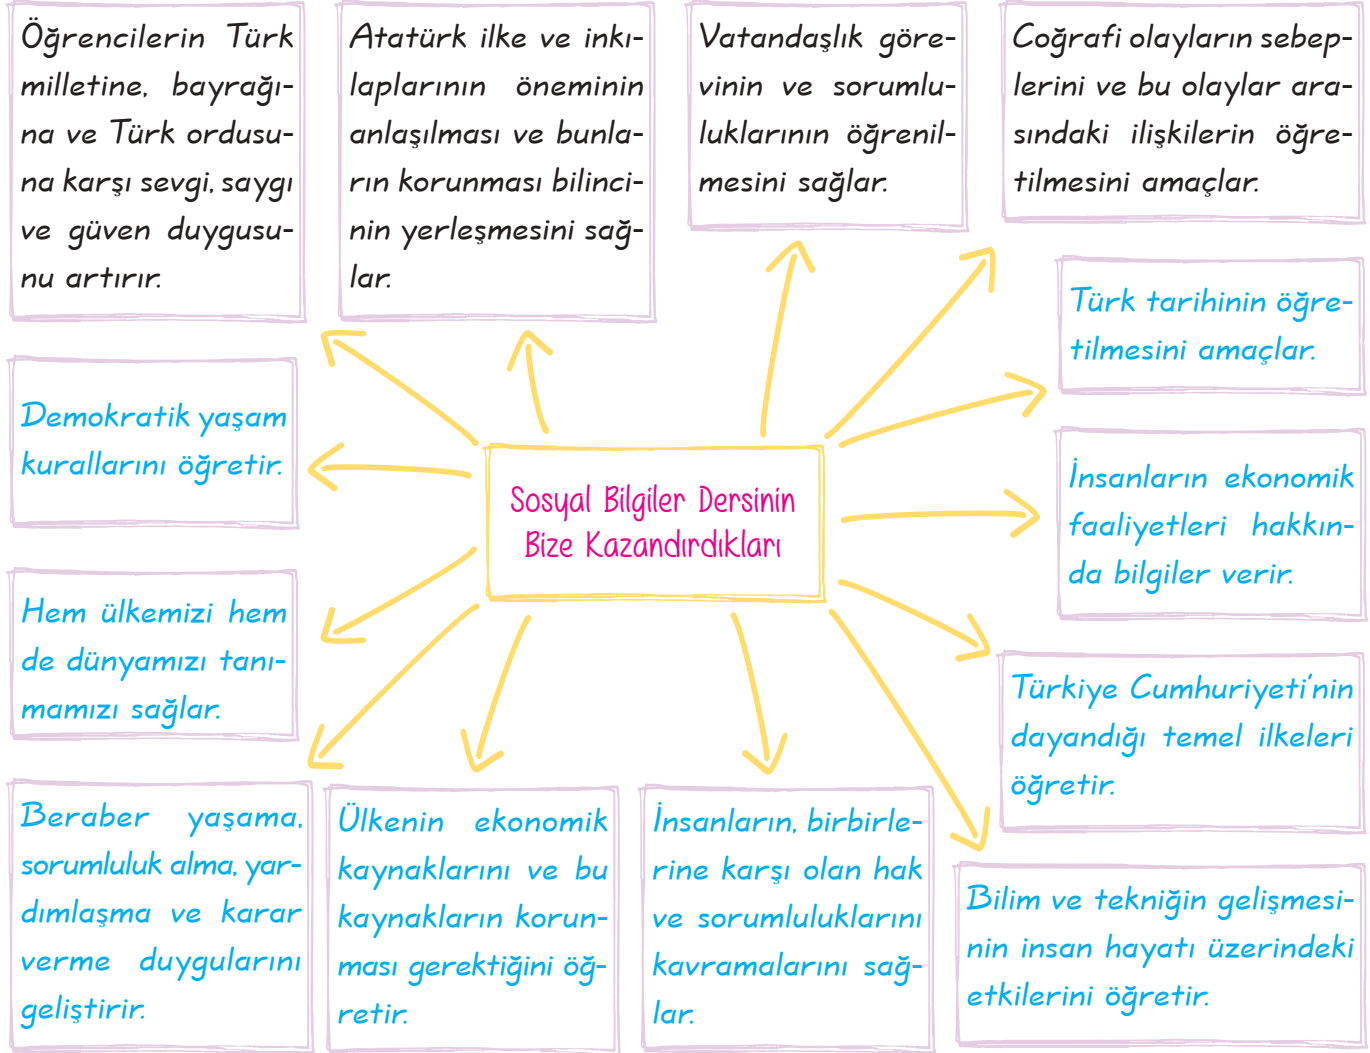 Öğrencilerin Türk
milletine, bayrağı-
na ve Türk ordusu-
na karşı sevgi, saygı
ve güven duygusu-
nu artırır.
Atatürk ilke ve inkı-
laplarının öneminin
anlaşılması ve bunla-
rın korunması bilinci-
nin yerleşmesini sağ-
lar.
Vatandaşlık göre-
vinin ve sorumlu-
luklarının öğrenil-
mesini sağlar.
Coğrafi olayların sebep-
lerini ve bu olaylar ara-
sındaki ilişkilerin öğre-
tilmesini amaçlar.
Türk tarihinin öğre-
tilmesini amaçlar.
Demokratik yaşam
kurallarını öğretir.
Sosyal Bilgiler Dersinin
Bize Kazandırdıkları
İnsanların ekonomik
faaliyetleri hakkın-
da bilgiler verir.
Hem ülkemizi hem
de dünyamızı tanı-
mamızı sağlar.
Türkiye Cumhuriyeti'nin
dayandığı temel ilkeleri
öğretir.
Beraber yaşama,
sorumluluk alma, yar-
dımlaşma ve karar
verme duygularını
geliştirir.
Ülkenin ekonomik
kaynaklarını ve bu
kaynakların korun-
ması gerektiğini öğ-
retir.
İnsanların, birbirle-
rine karşı olan hak
ve sorumluluklarını
kavramalarını sağ-
lar.
Bilim ve tekniğin gelişmesi-
nin insan hayatı üzerindeki
etkilerini öğretir.